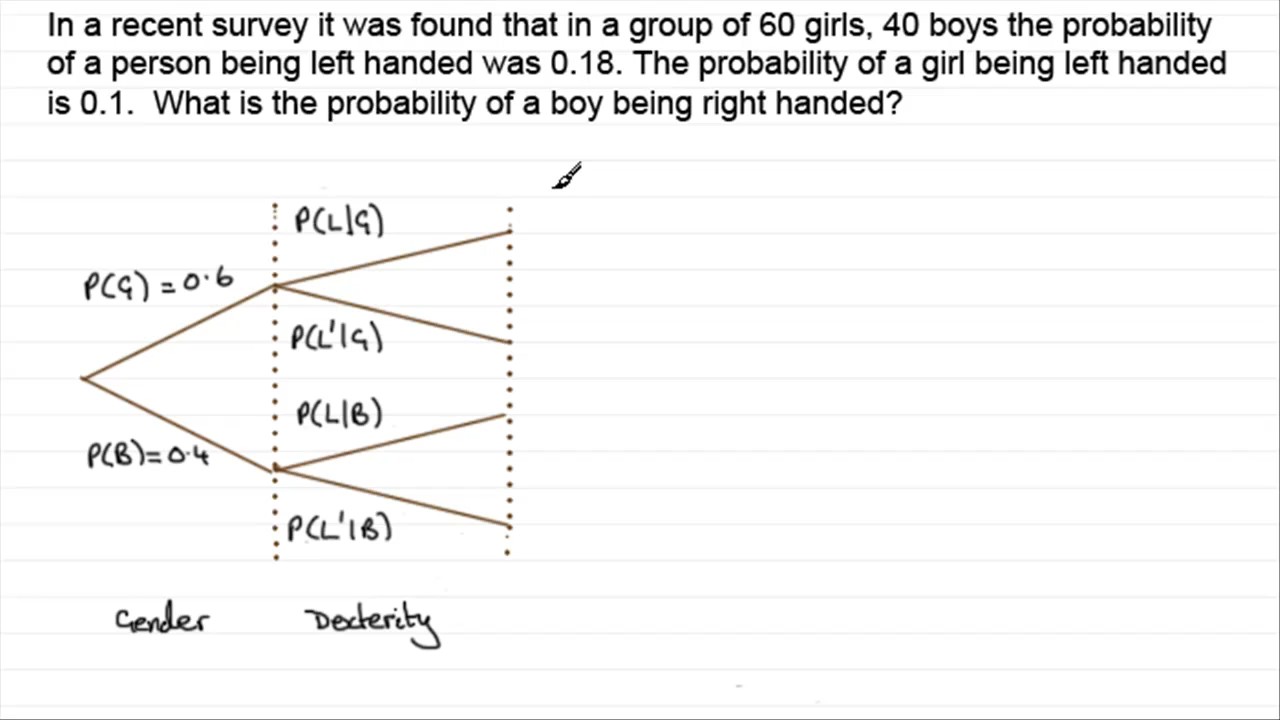 In a recent survey it was found that in a group of 60 girls, 40 boys the probability
of a person being left handed was 0.18. The probability of a girl being left handed
is 0.1. What is the probability of a boy being right handed?
P(L|G)
P(G) = 0.6
P(L'|G)
P(L|B)
P(B) = 0.4
P(L'|B)
Gender Dexterity